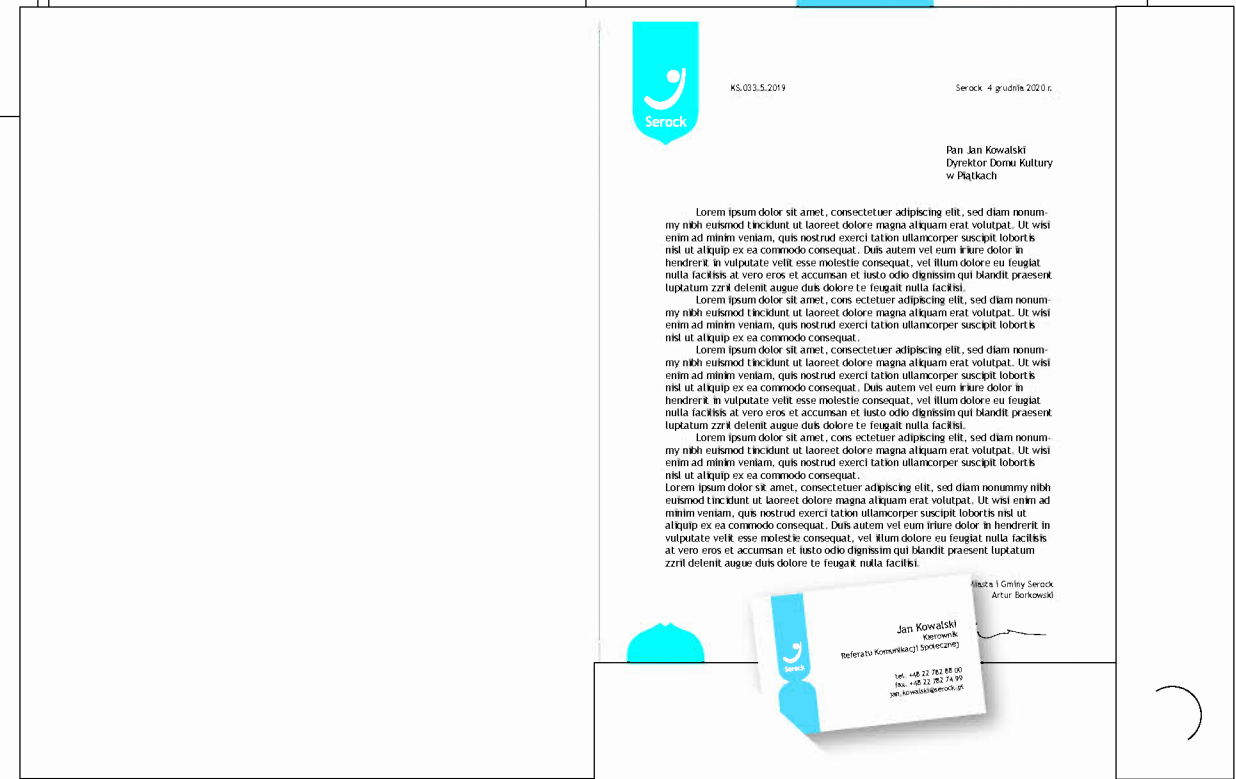 Serock
KS.033.5.2019
Serock 4 grudnia 2020 r.
Pan Jan Kowalski
Dyrektor Domu Kultury
w Piątkach
Lorem ipsum dolor sit amet, consectetuer adipiscing elit, sed diam nonum-
my nibh euismod tincidunt ut laoreet dolore magna aliquam erat volutpat. Ut wisi
enim ad minim veniam, quis nostrud exerci tation ullamcorper suscipit lobortis
nisl ut aliquip ex ea commodo consequat. Duis autem vel eum iriure dolor in
hendrerit in vulputate velit esse molestie consequat, vel illum dolore eu feugiat
nulla facilisis at vero eros et accumsan et iusto odio dignissim qui blandit praesent
luptatum zzril delenit augue duis dolore te feugait nulla facilisi.
Lorem ipsum dolor sit amet, cons ectetuer adipiscing elit, sed diam nonum-
my nibh euismod tincidunt ut laoreet dolore magna aliquam erat volutpat. Ut wisi
enim ad minim veniam, quis nostrud exerci tation ullamcorper suscipit lobortis
nisl ut aliquip ex ea commodo consequat.
Lorem ipsum dolor sit amet, consectetuer adipiscing elit, sed diam nonum-
my nibh euismod tincidunt ut laoreet dolore magna aliquam erat volutpat. Ut wisi
enim ad minim veniam, quis nostrud exerci tation ullamcorper suscipit lobortis
nisl ut aliquip ex ea commodo consequat. Duis autem vel eum iriure dolor in
hendrerit in vulputate velit esse molestie consequat, vel illum dolore eu feugiat
nulla facilisis at vero eros et accumsan et iusto odio dignissim qui blandit praesent
luptatum zzril delenit augue duis dolore te feugait nulla facilisi.
Lorem ipsum dolor sit amet, cons ectetuer adipiscing elit, sed diam nonum-
my nibh euismod tincidunt ut laoreet dolore magna aliquam erat volutpat. Ut wisi
enim ad minim veniam, quis nostrud exerci tation ullamcorper suscipit lobortis
nisl ut aliquip ex ea commodo consequat.
Lorem ipsum dolor sit amet, consectetuer adipiscing elit, sed diam nonummy nibh
euismod tincidunt ut laoreet dolore magna aliquam erat volutpat. Ut wisi enim ad
minim veniam, quis nostrud exerci tation ullamcorper suscipit lobortis nisl ut
aliquip ex ea commodo consequat. Duis autem vel eum iriure dolor in hendrerit in
vulputate velit esse molestie consequat, vel illum dolore eu feugiat nulla facilisis
at vero eros et accumsan et iusto odio dignissim qui blandit praesent luptatum
zzril delenit augue duis dolore te feugait nulla facilisi.
Miasta i Gminy Serock
Artur Borkowski
Jan Kowalski
Kierownik
Referatu Komunikacji Społecznej
Serock
tel. +48 22 782 88 00
fax. +48 22 782 74 99
jan.kowalski@serock.pl